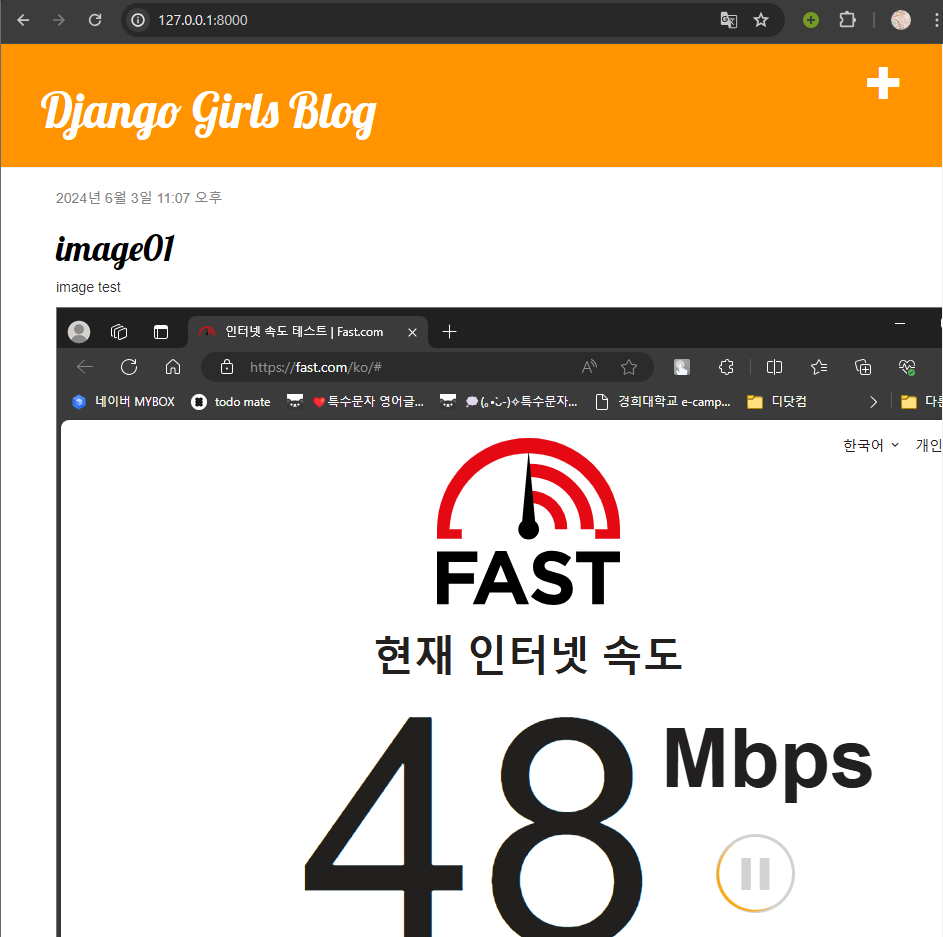 127.0.0.1:8000
Django Girls Blog
2024년 6월 3일 11:07 오후
image01
image test
인터넷 속도 테스트 | Fast.com
https://fast.com/ko/#
네이버 MYBOX todo mate ❤️특수문자 영어글... 💭(｡•ᴗ-)✧특수문자... 경희대학교 e-camp... 디댓컴 다른
한국어 개인
FAST
현재 인터넷 속도
48 Mbps